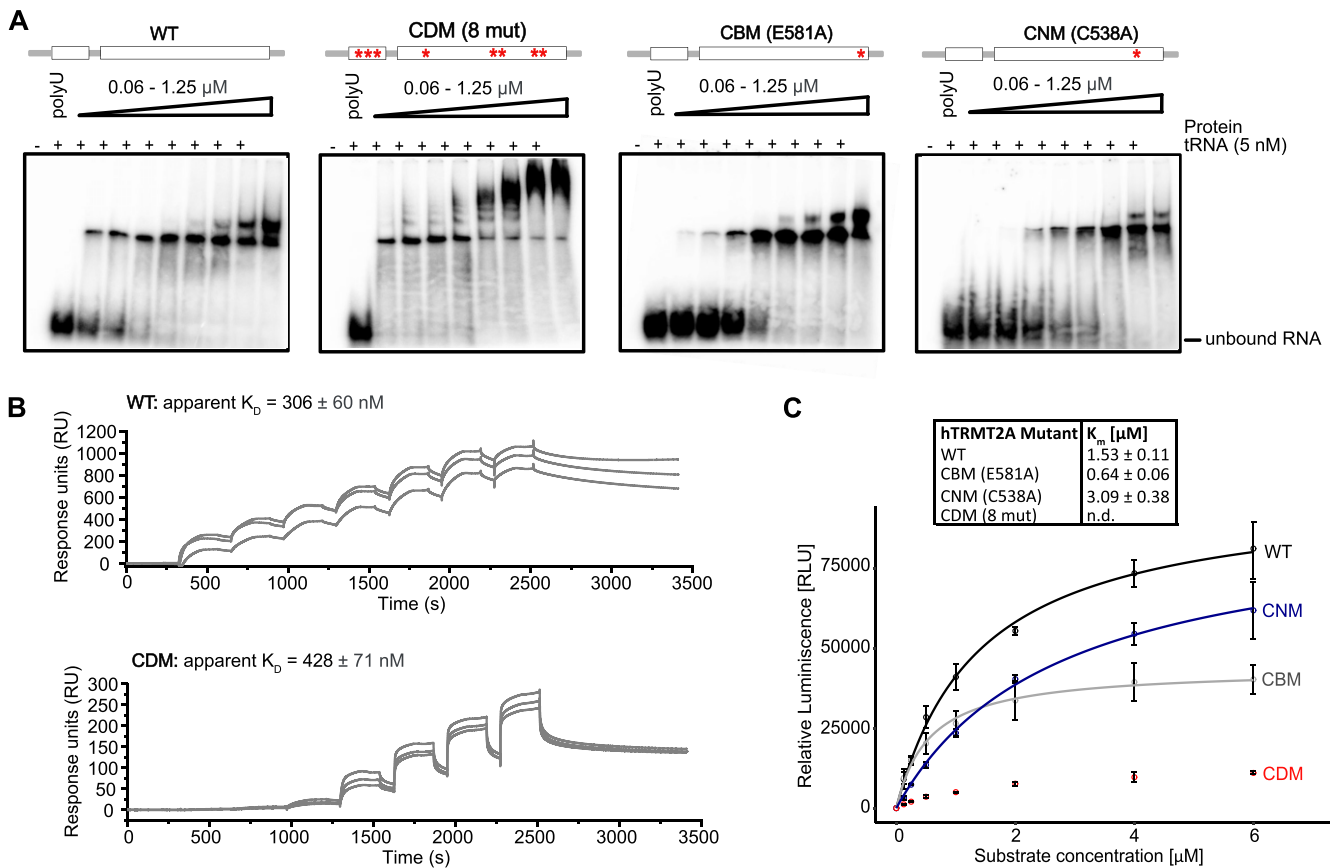 A
WT
CDM (8 mut)
CBM (E581A)
CNM (C538A)
*** * ** **
*
*
polyU
0.06 - 1.25 µM
polyU
0.06 - 1.25 µM
polyU
0.06 - 1.25 µM
polyU
0.06 - 1.25 µM
Protein
- + + + + + + + +
- + + + + + + + +
- + + + + + + + +
- + + + + + + + +
tRNA (5 nM)
unbound RNA
B
WT: apparent K_D = 306 ± 60 nM
Response units (RU)
1200
1000
800
600
400
200
0
0 500 1000 1500 2000 2500 3000 3500
Time (s)
CDM: apparent K_D = 428 ± 71 nM
Response units (RU)
300
250
200
150
100
50
0
0 500 1000 1500 2000 2500 3000 3500
Time (s)
C
hTRMT2A Mutant K_m [µM]
WT 1.53 ± 0.11
CBM (E581A) 0.64 ± 0.06
CNM (C538A) 3.09 ± 0.38
CDM (8 mut) n.d.
Relative Luminiscence [RLU]
75000
50000
25000
0
WT
CNM
CBM
CDM
0 2 4 6
Substrate concentration [µM]